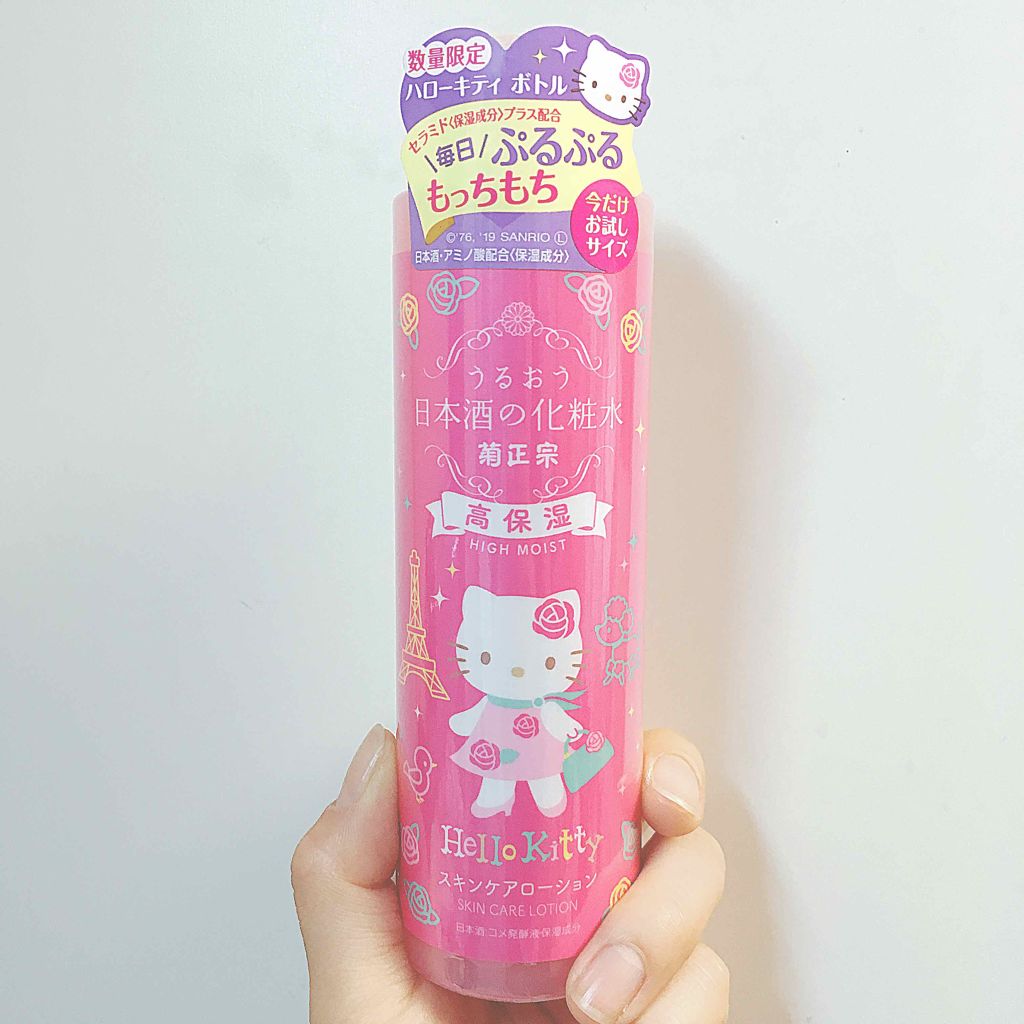 数量限定
ハローキティ ボトル
セラミド〈保湿成分〉プラス配合
\毎日/ ぷるぷる
もっちもち
今だけ
お試し
サイズ
©'76, '19 SANRIO Ⓛ
日本酒・アミノ酸配合〈保湿成分〉
うるおう
日本酒の化粧水
菊正宗
高保湿
HIGH MOIST
Hello Kitty
スキンケアローション
SKIN CARE LOTION
日本酒:コメ発酵液・保湿成分